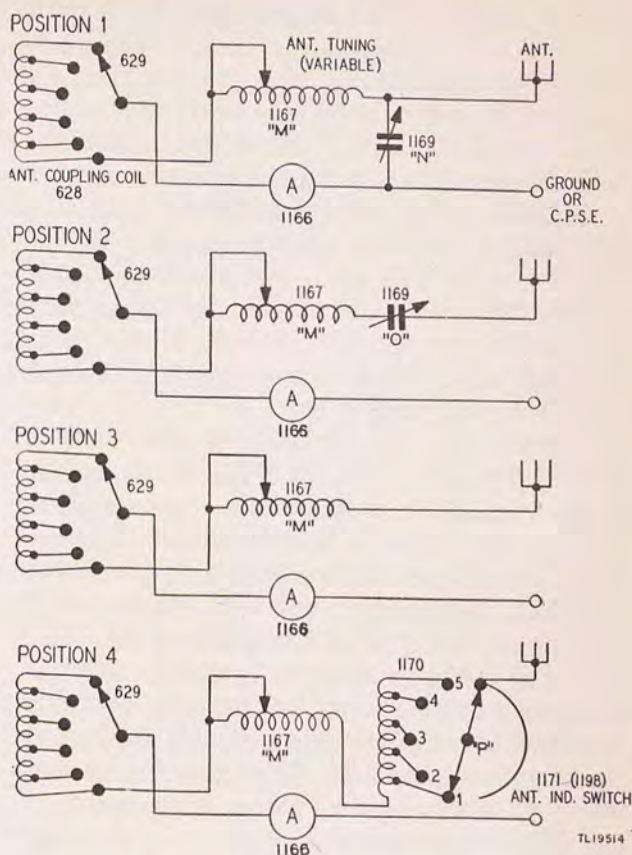 POSITION 1
629
ANT. TUNING
(VARIABLE)
ANT.
1167
"M"
1169
"N"
ANT. COUPLING COIL
628
A
1166
GROUND
OR
C.P.S.E.
POSITION 2
629
1167
"M"
1169
"O"
A
1166
POSITION 3
629
1167
"M"
A
1166
POSITION 4
629
1167
"M"
1170
5
4
3
2
1
"P"
1171 (1198)
ANT. IND. SWITCH
A
1166
TL19514